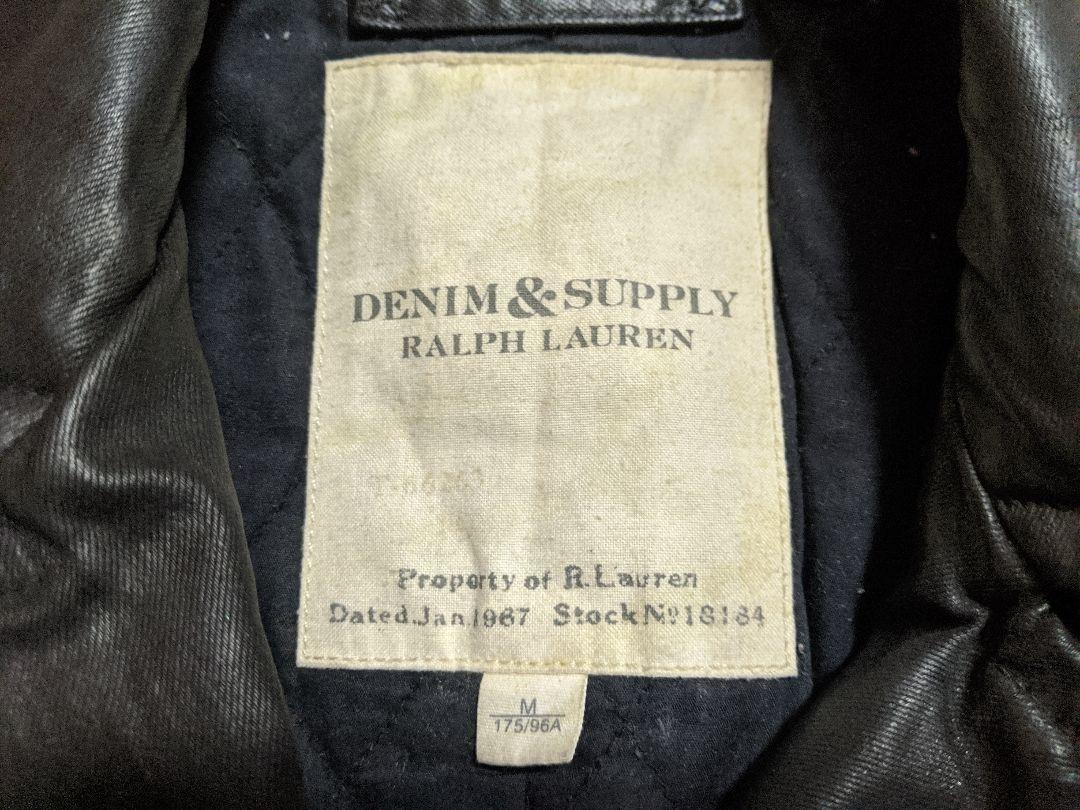 DENIM & SUPPLY
RALPH LAUREN
Property of R. Lauren
Dated. Jan. 1967 Stock No 18184
M
175/96A